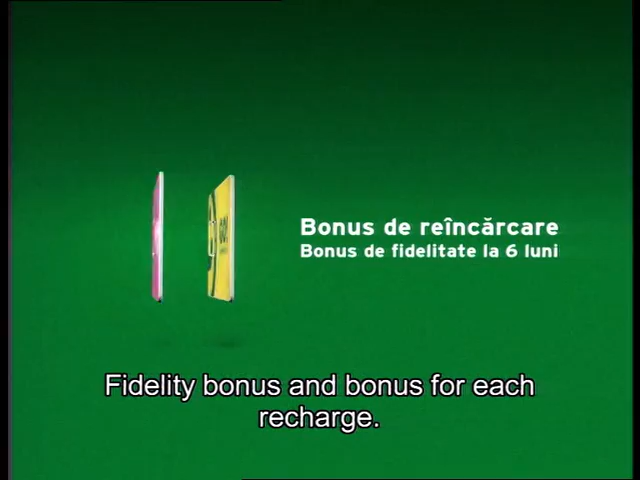 Bonus de reîncărcare
Bonus de fidelitate la 6 luni
Fidelity bonus and bonus for each
recharge.